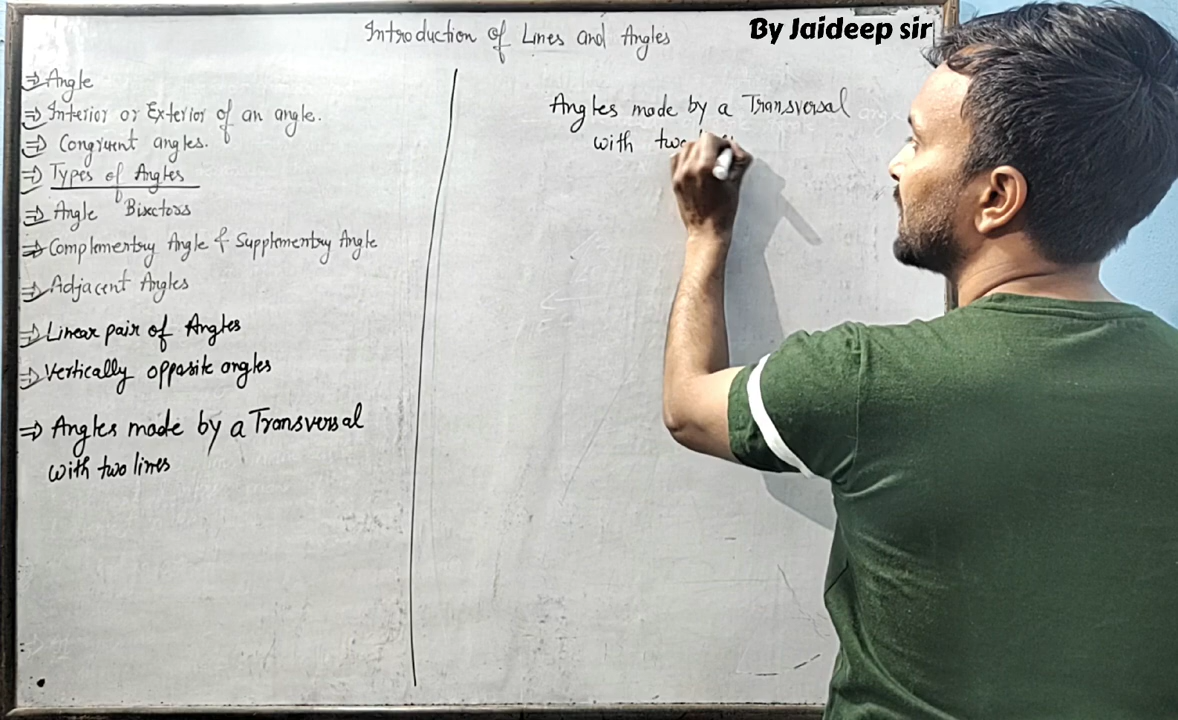 Introduction of Lines and Angles
By Jaideep sir
⇒ Angle
⇒ Interior or Exterior of an angle.
⇒ Congruent angles.
⇒ Types of Angles
⇒ Angle Bisectors
⇒ Complementry Angle & Supplementry Angle
⇒ Adjacent Angles
⇒ Linear pair of Angles
⇒ Vertically opposite angles
⇒ Angles made by a Transversal
with two lines
Angles made by a Transversal
with two